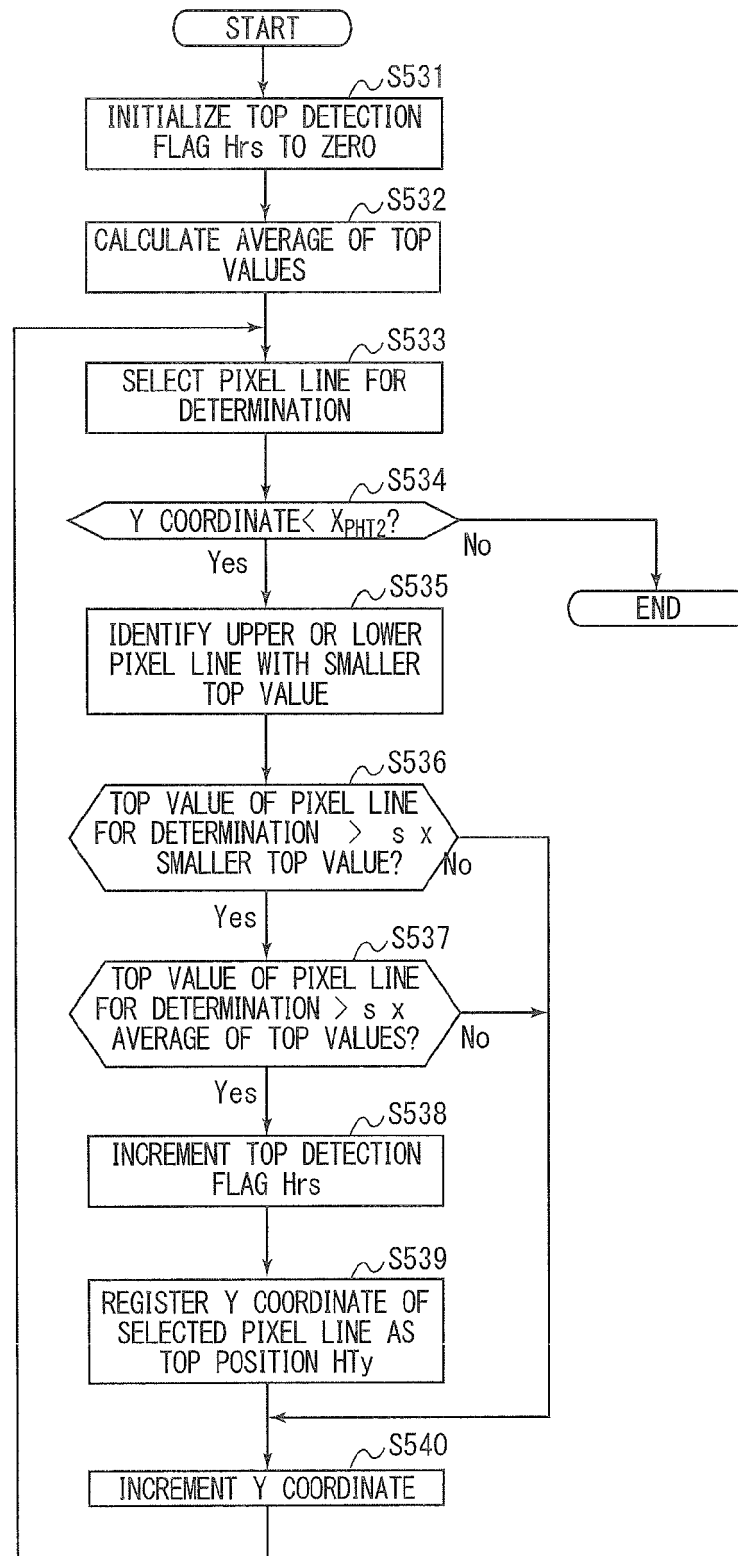 START
S531
INITIALIZE TOP DETECTION
FLAG Hrs TO ZERO
S532
CALCULATE AVERAGE OF TOP
VALUES
S533
SELECT PIXEL LINE FOR
DETERMINATION
S534
Y COORDINATE< XPHT2?
No
Yes
END
S535
IDENTIFY UPPER OR LOWER
PIXEL LINE WITH SMALLER
TOP VALUE
S536
TOP VALUE OF PIXEL LINE
FOR DETERMINATION > s x
SMALLER TOP VALUE?
No
Yes
S537
TOP VALUE OF PIXEL LINE
FOR DETERMINATION > s x
AVERAGE OF TOP VALUES?
No
Yes
S538
INCREMENT TOP DETECTION
FLAG Hrs
S539
REGISTER Y COORDINATE OF
SELECTED PIXEL LINE AS
TOP POSITION HTy
S540
INCREMENT Y COORDINATE